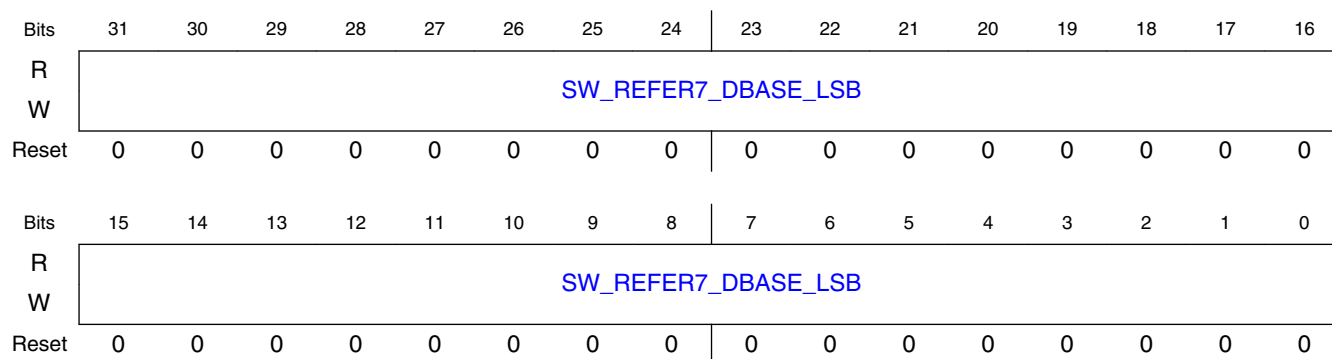 Bits 31 30 29 28 27 26 25 24 23 22 21 20 19 18 17 16
R
SW_REFER7_DBASE_LSB
W
Reset 0 0 0 0 0 0 0 0 0 0 0 0 0 0 0 0
Bits 15 14 13 12 11 10 9 8 7 6 5 4 3 2 1 0
R
SW_REFER7_DBASE_LSB
W
Reset 0 0 0 0 0 0 0 0 0 0 0 0 0 0 0 0